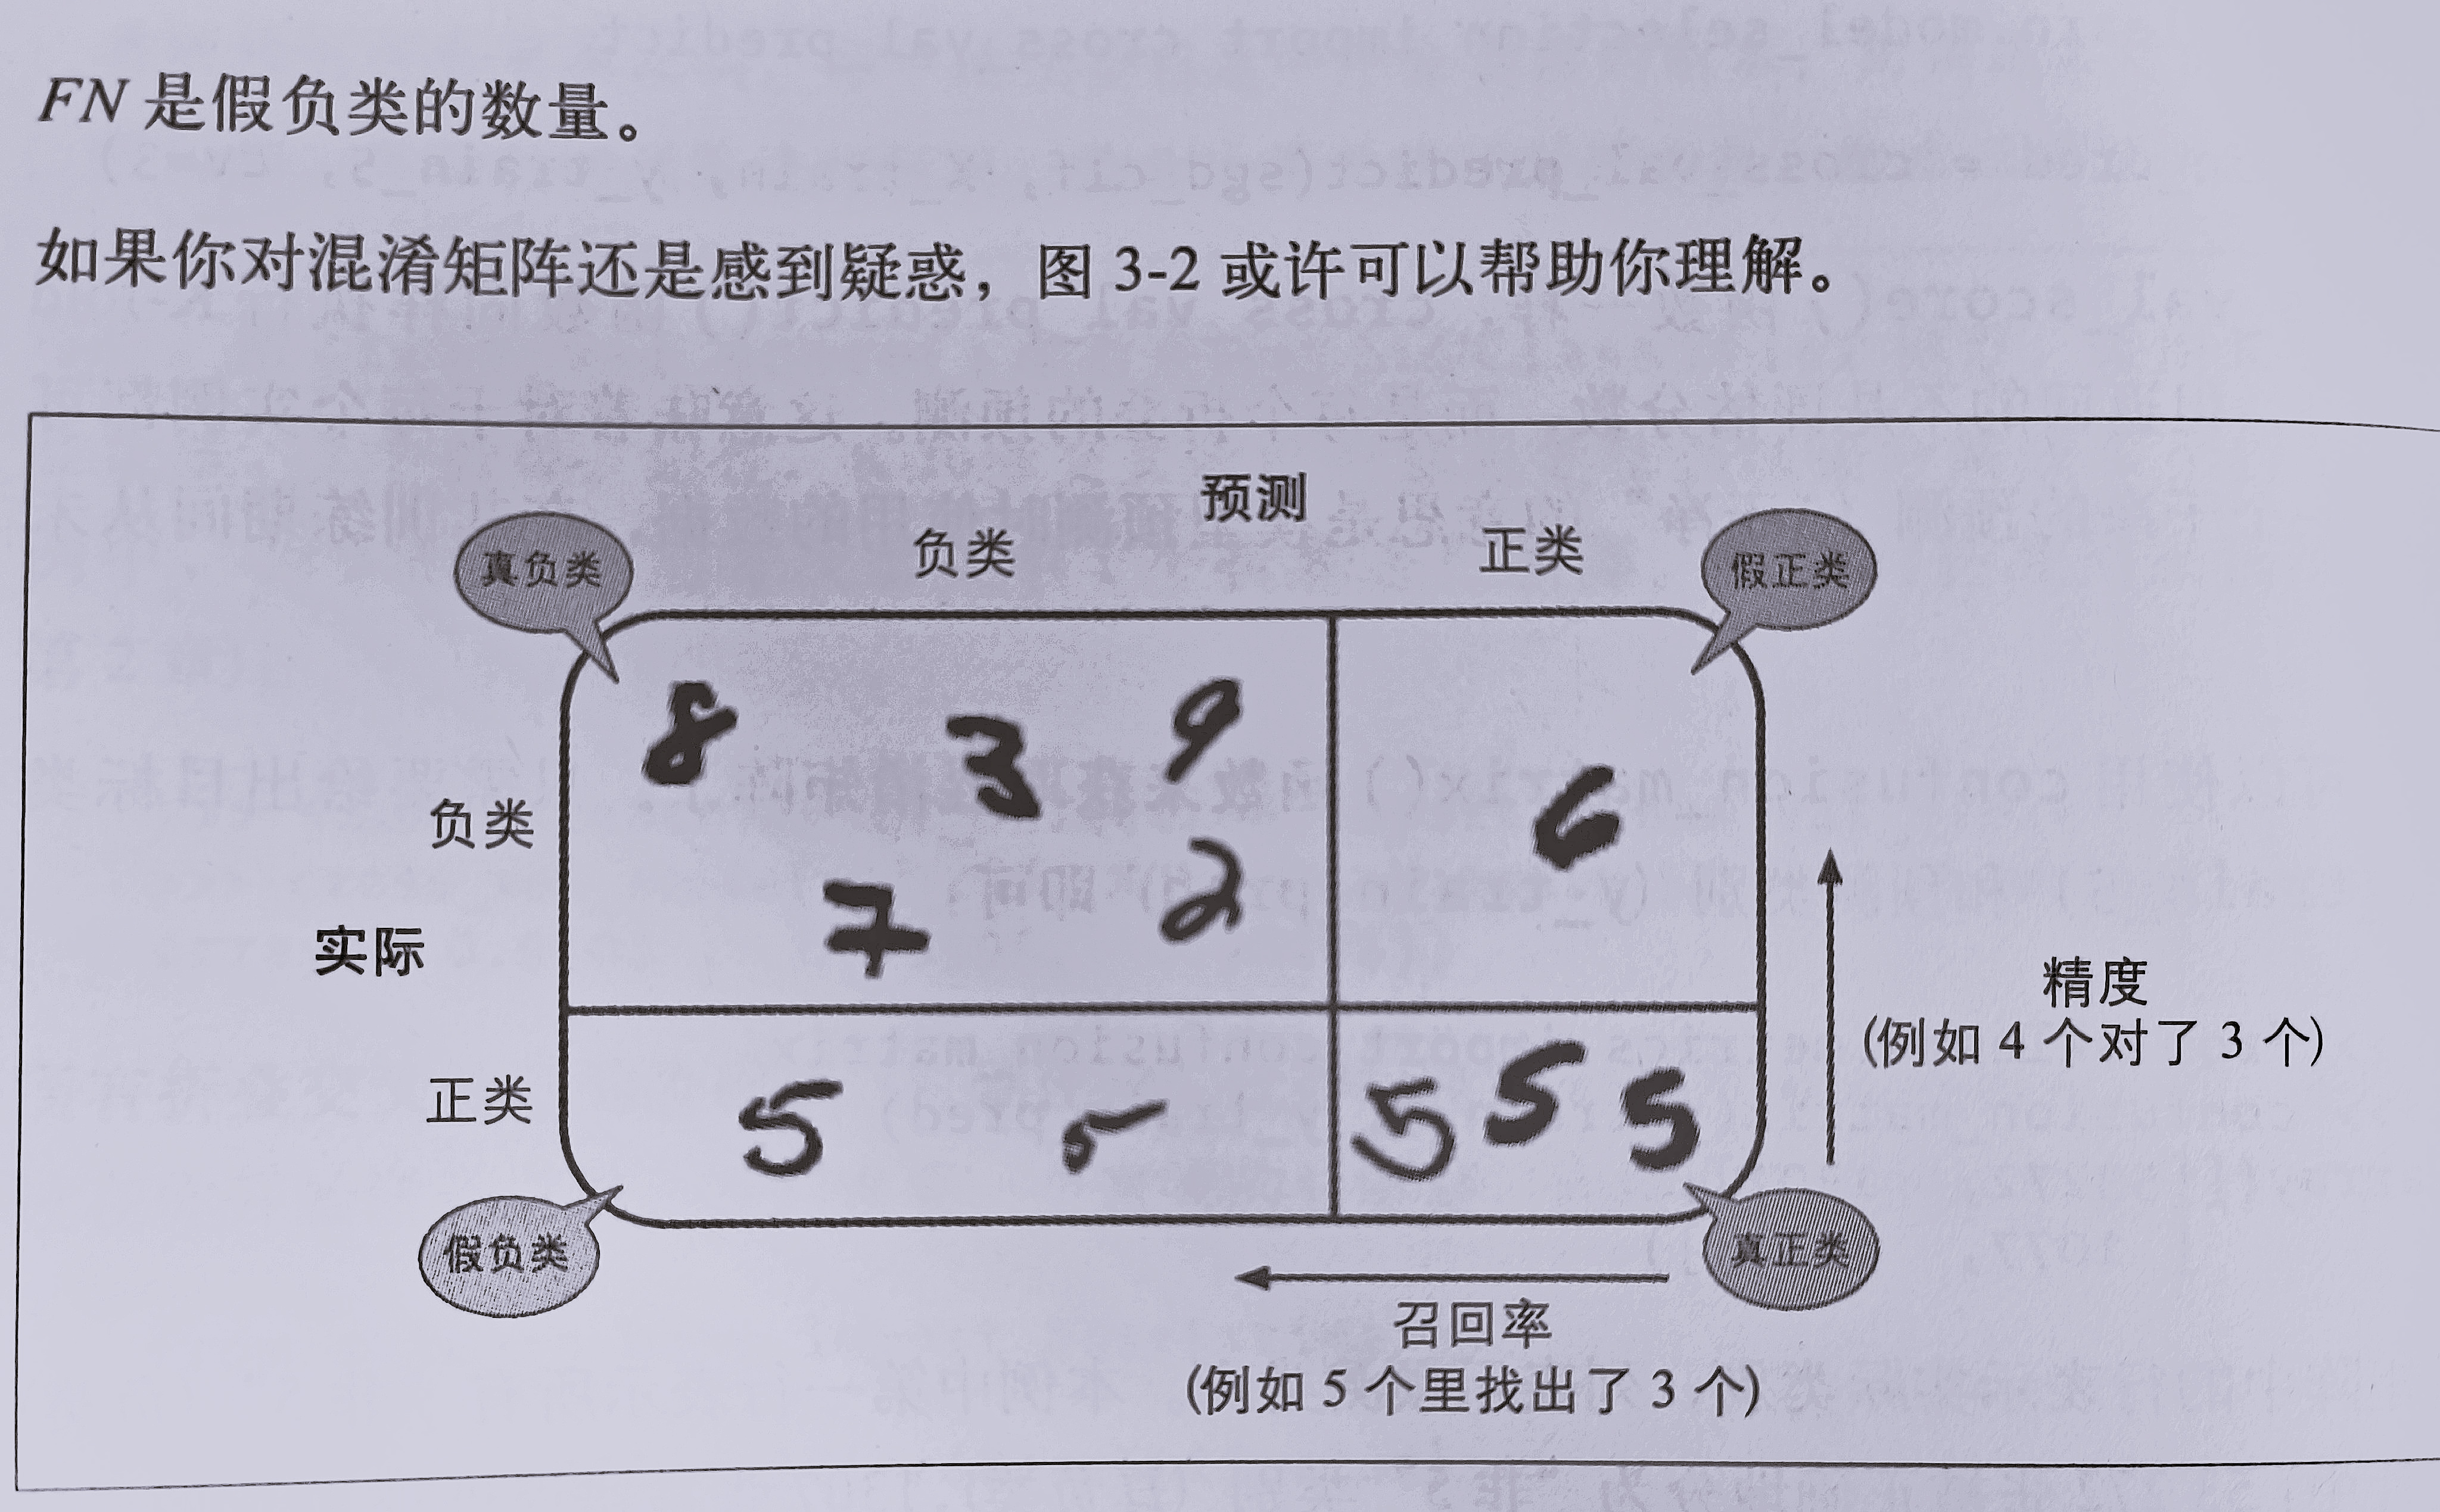 FN 是假负类的数量。
如果你对混淆矩阵还是感到疑惑，图 3-2 或许可以帮助你理解。
预测
真负类 负类 正类 假正类
8 3 9
6
负类
7 2
实际
精度
(例如 4 个对了 3 个)
正类
5 5 5 5 5
假负类 真正类
召回率
(例如 5 个里找出了 3 个)